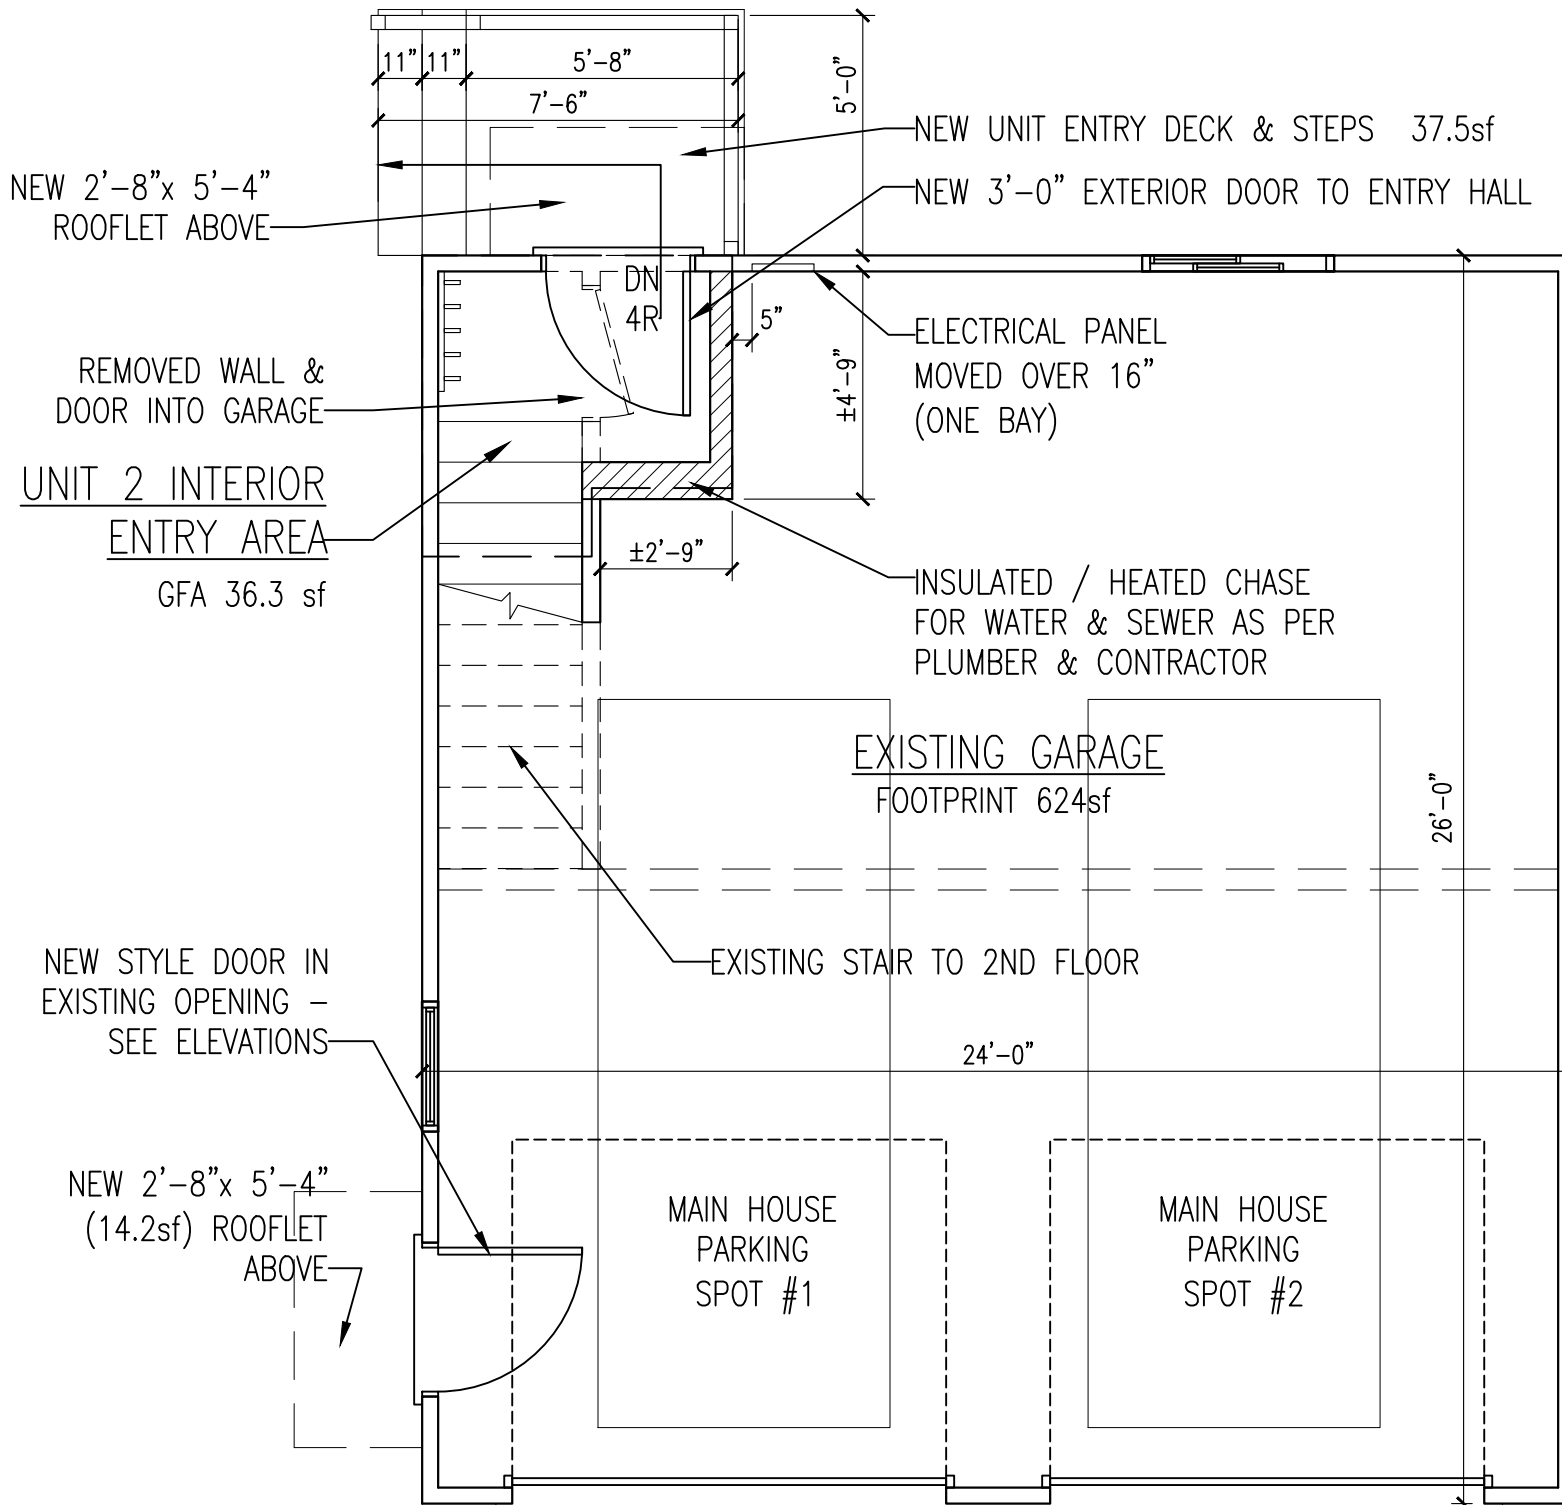 11” 11” 5’-8”
7’-6”
5’-0”
NEW UNIT ENTRY DECK & STEPS 37.5sf
NEW 3’-0” EXTERIOR DOOR TO ENTRY HALL
NEW 2’-8”x 5’-4”
ROOFLET ABOVE
DN
4R
5”
±4’-9”
ELECTRICAL PANEL
MOVED OVER 16”
(ONE BAY)
REMOVED WALL &
DOOR INTO GARAGE
UNIT 2 INTERIOR
ENTRY AREA
GFA 36.3 sf
±2’-9”
INSULATED / HEATED CHASE
FOR WATER & SEWER AS PER
PLUMBER & CONTRACTOR
EXISTING GARAGE
FOOTPRINT 624sf
26’-0”
EXISTING STAIR TO 2ND FLOOR
NEW STYLE DOOR IN
EXISTING OPENING –
SEE ELEVATIONS
24’-0”
NEW 2’-8”x 5’-4”
(14.2sf) ROOFLET
ABOVE
MAIN HOUSE
PARKING
SPOT #1
MAIN HOUSE
PARKING
SPOT #2